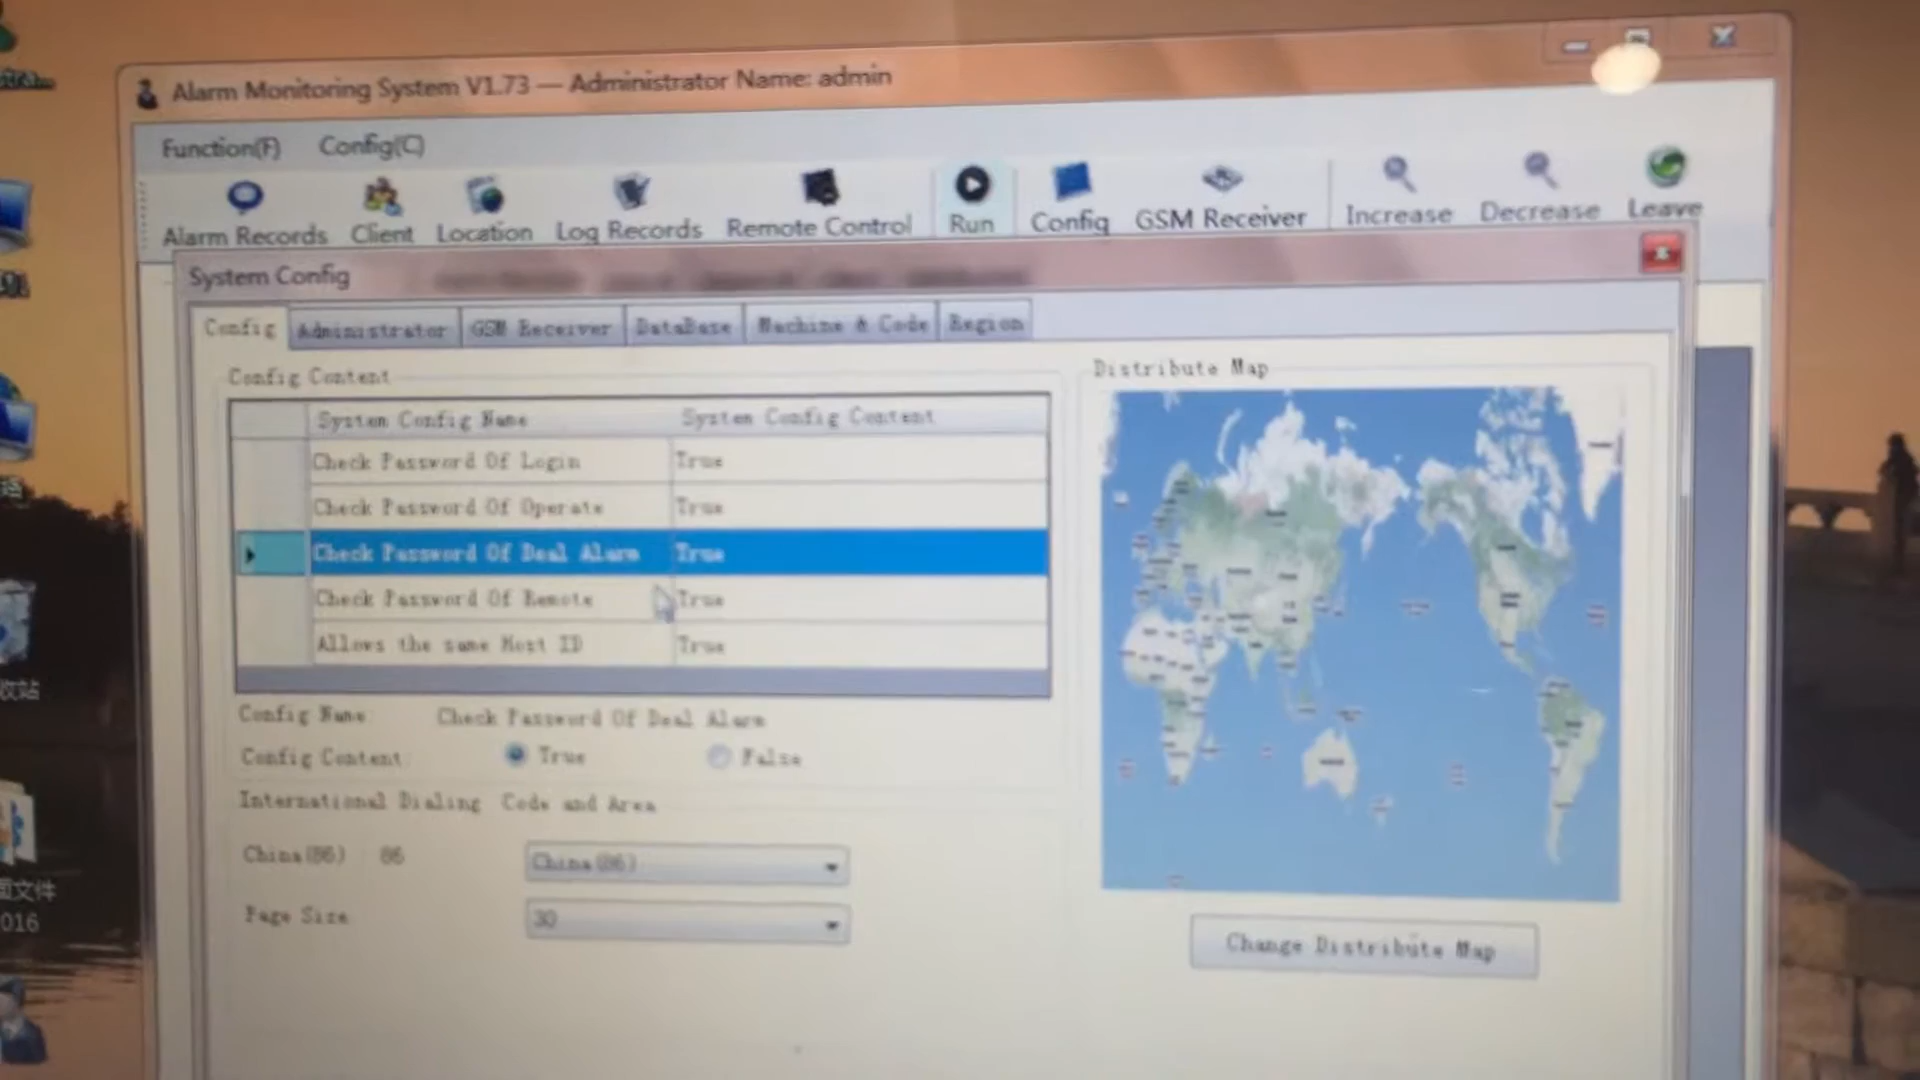 Alarm Monitoring System V1.73 — Administrator Name: admin
Function(F) Config(C)
Alarm Records Client Location Log Records Remote Control Run Config GSM Receiver Increase Decrease Leave
System Config
Config Administrator GSM Receiver DataBase Machine & Code Region
Config Content
Distribute Map
System Config Name System Config Content
Check Password Of Login True
Check Password Of Operate True
Check Password Of Deal Alarm True
Check Password Of Remote True
Allows the same Host ID True
Config Name Check Password Of Deal Alarm
Config Content: True False
International Dialing Code and Area
China(86) 86 China(86)
Page Size 30
Change Distribute Map
收站
文件
016